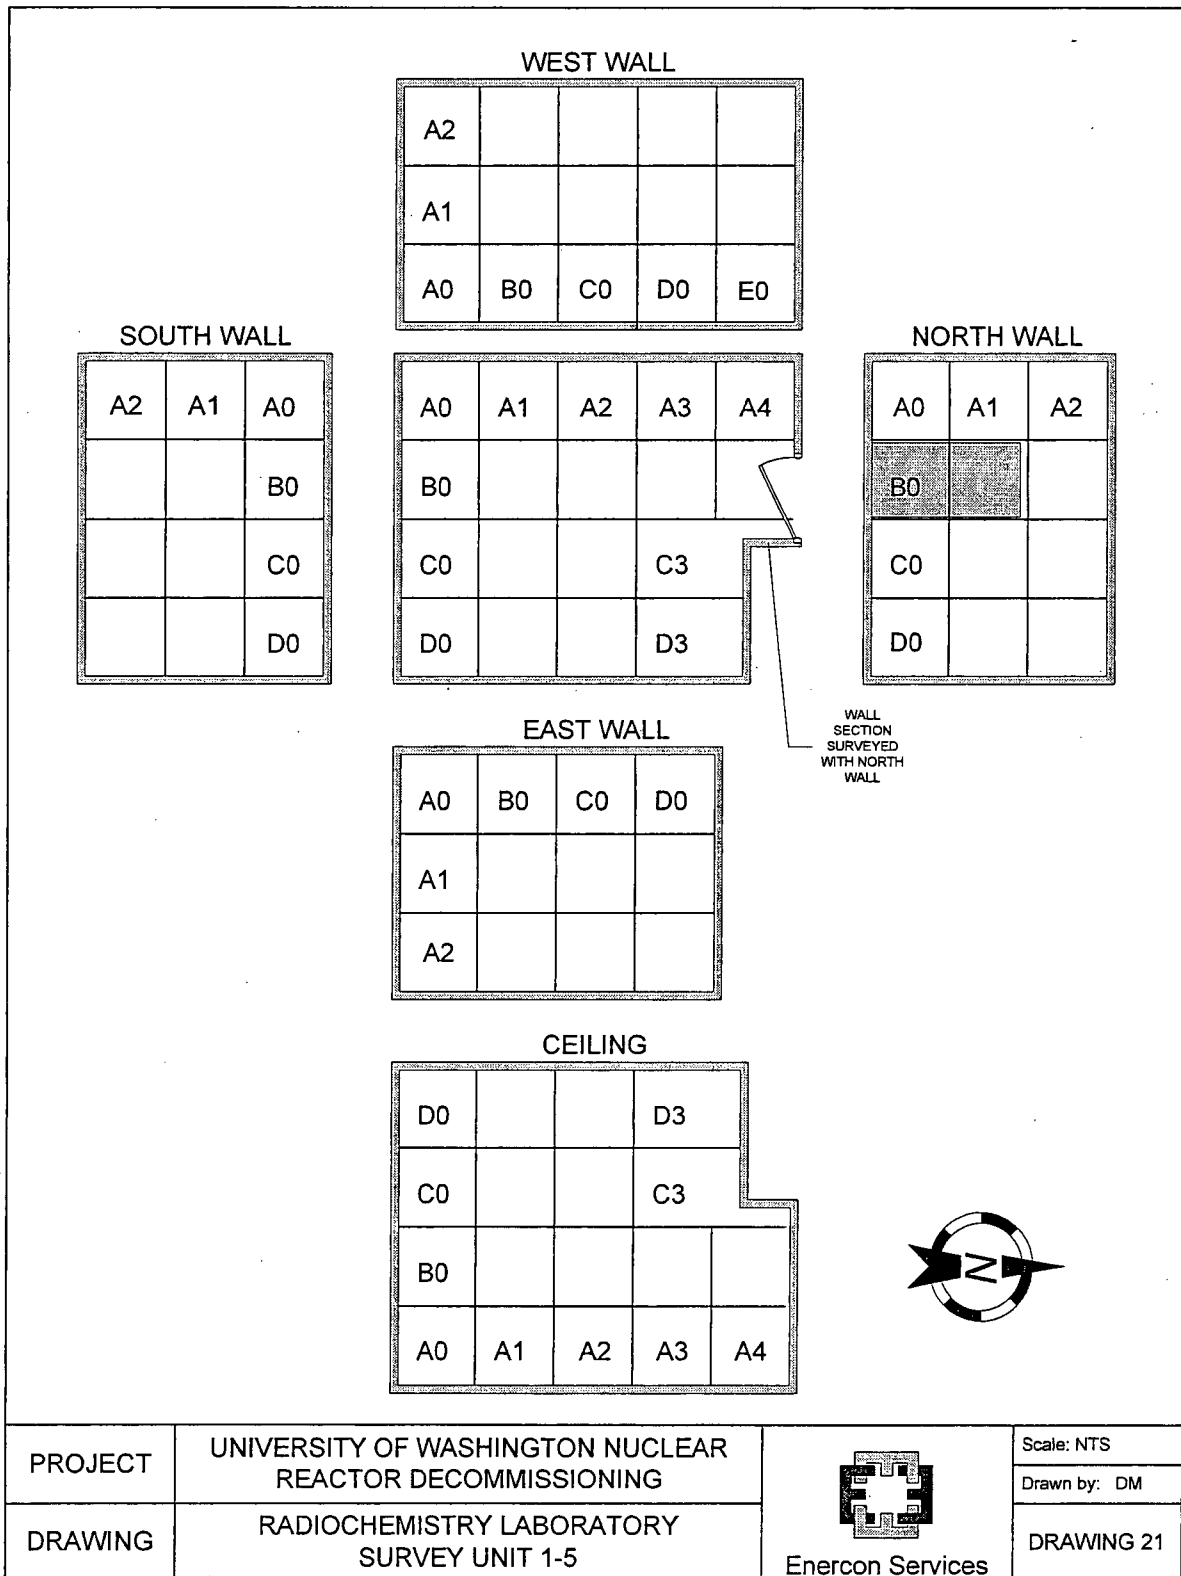 WEST WALL
A2
A1
A0 B0 C0 D0 E0
SOUTH WALL
A2 A1 A0
B0
C0
D0
A0 A1 A2 A3 A4
B0
C0 C3
D0 D3
NORTH WALL
A0 A1 A2
B0
C0
D0
WALL
SECTION
SURVEYED
WITH NORTH
WALL
EAST WALL
A0 B0 C0 D0
A1
A2
CEILING
D0 D3
C0 C3
B0
A0 A1 A2 A3 A4
N
PROJECT
UNIVERSITY OF WASHINGTON NUCLEAR
REACTOR DECOMMISSIONING
DRAWING
RADIOCHEMISTRY LABORATORY
SURVEY UNIT 1-5
Enercon Services
Scale: NTS
Drawn by: DM
DRAWING 21